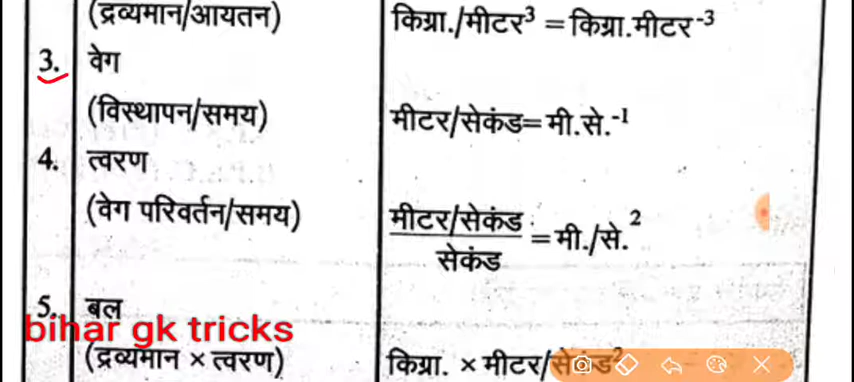 (द्रव्यमान/आयतन) किग्रा./मीटर³ = किग्रा.मीटर⁻³
3. वेग
(विस्थापन/समय) मीटर/सेकंड= मी.से.⁻¹
4. त्वरण
(वेग परिवर्तन/समय) मीटर/सेकंड
सेकंड
=मी./से.²
5. बल
bihar gk tricks
(द्रव्यमान × त्वरण) किग्रा. × मीटर/सेकंड²